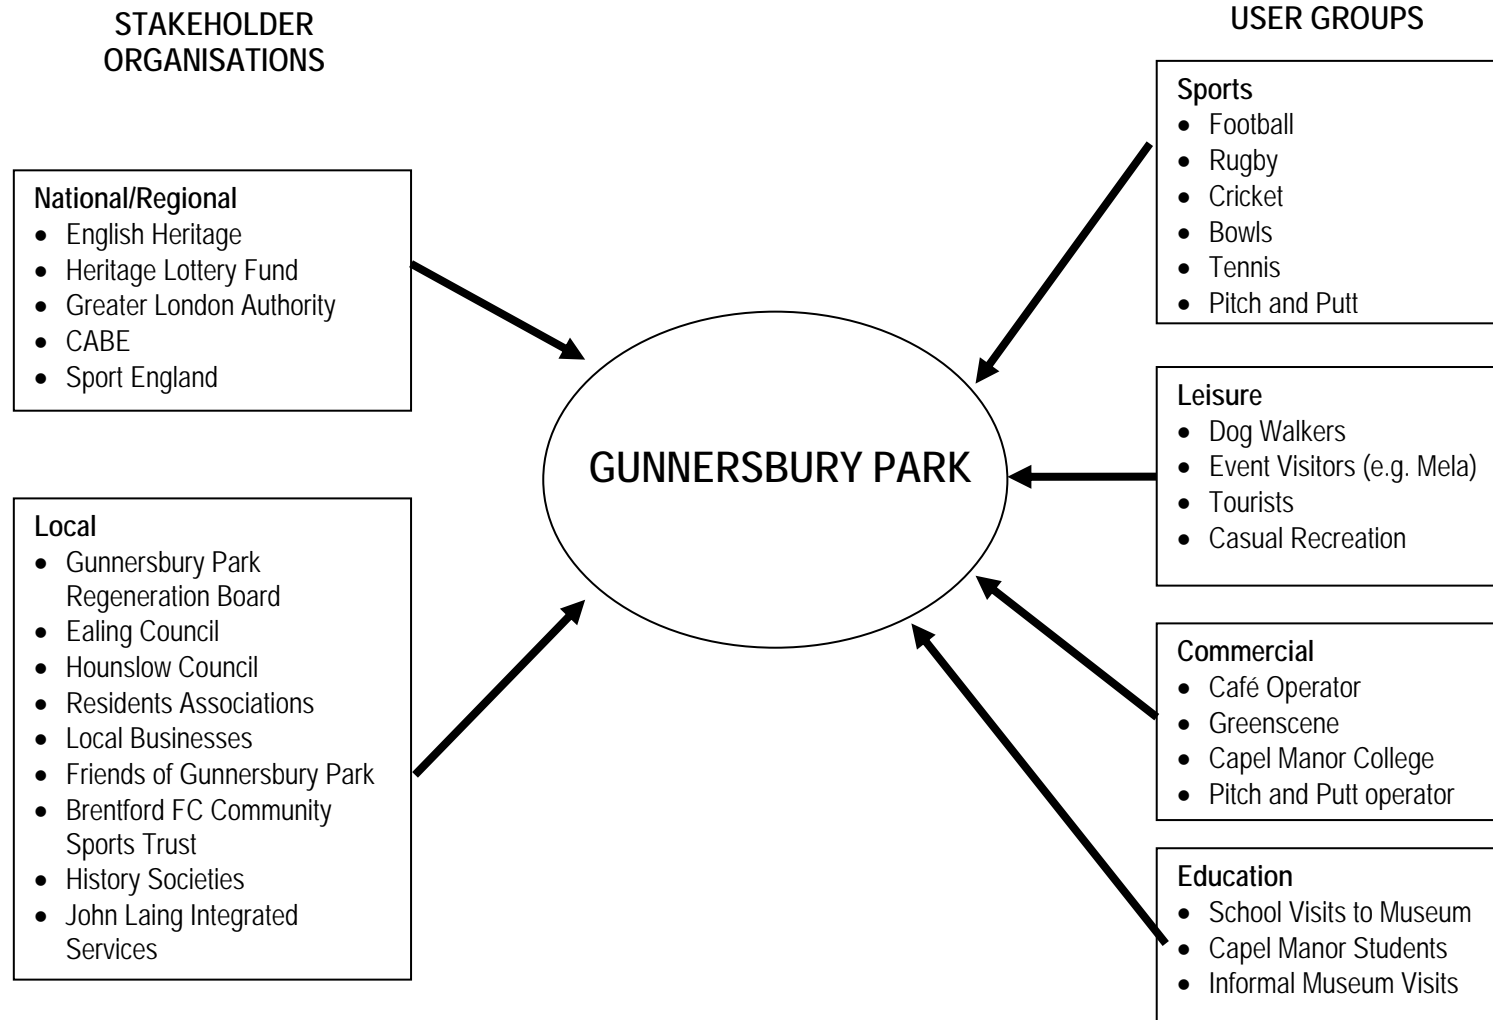 STAKEHOLDER
ORGANISATIONS
National/Regional
• English Heritage
• Heritage Lottery Fund
• Greater London Authority
• CABE
• Sport England
Local
• Gunnersbury Park
Regeneration Board
• Ealing Council
• Hounslow Council
• Residents Associations
• Local Businesses
• Friends of Gunnersbury Park
• Brentford FC Community
Sports Trust
• History Societies
• John Laing Integrated
Services
GUNNERSBURY PARK
USER GROUPS
Sports
• Football
• Rugby
• Cricket
• Bowls
• Tennis
• Pitch and Putt
Leisure
• Dog Walkers
• Event Visitors (e.g. Mela)
• Tourists
• Casual Recreation
Commercial
• Café Operator
• Greenscene
• Capel Manor College
• Pitch and Putt operator
Education
• School Visits to Museum
• Capel Manor Students
• Informal Museum Visits